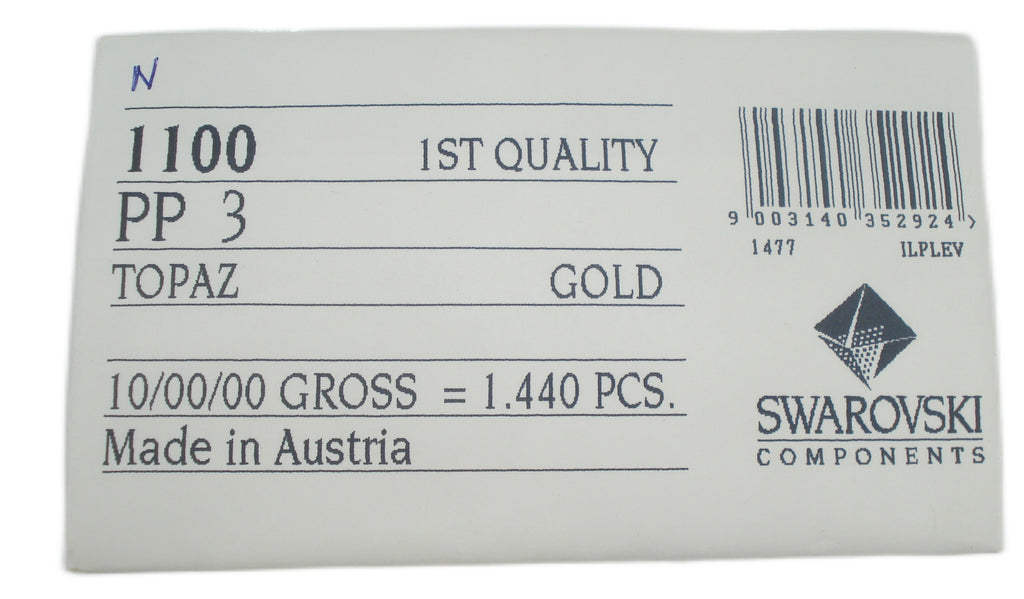 N
1100 1ST QUALITY
PP 3
TOPAZ GOLD
10/00/00 GROSS = 1.440 PCS.
Made in Austria
9 003140 352924 >
1477 ILPLEV
SWAROVSKI
COMPONENTS